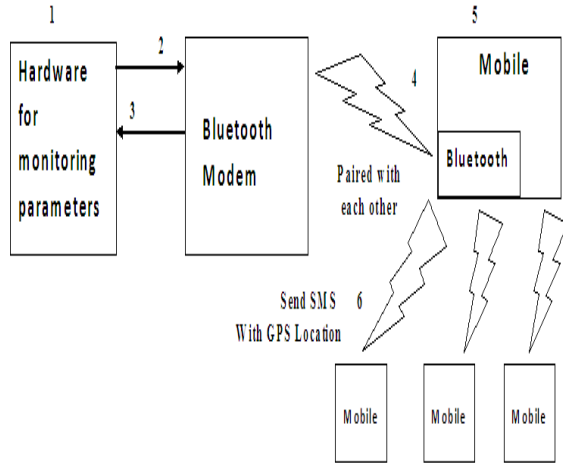 1
2
3
4
5
Hardware
for
monitoring
parameters
Bluetooth
Modem
Mobile
Bluetooth
Paired with
each other
Send SMS 6
With GPS Location
Mobile
Mobile
Mobile